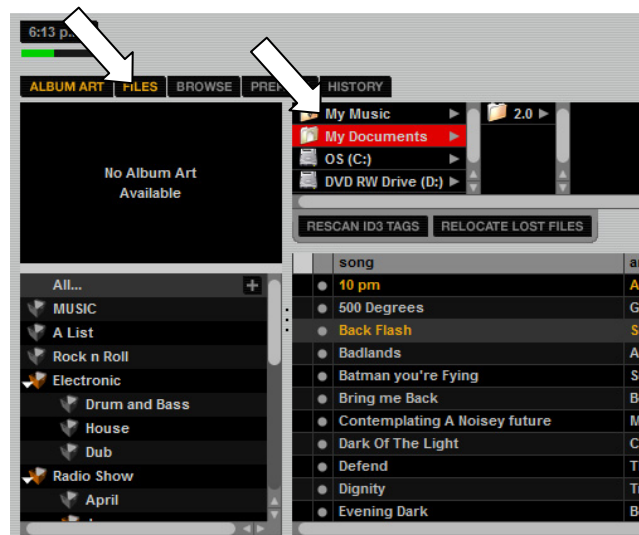 6:13 p.
ALBUM ART FILES BROWSE PREP HISTORY
No Album Art
Available
My Music
My Documents
OS (C:)
DVD RW Drive (D:)
2.0
RESCAN ID3 TAGS RELOCATE LOST FILES
All...
MUSIC
A List
Rock n Roll
Electronic
Drum and Bass
House
Dub
Radio Show
April
song
10 pm
500 Degrees
Back Flash
Badlands
Batman you're Fying
Bring me Back
Contemplating A Noisey future
Dark Of The Light
Defend
Dignity
Evening Dark